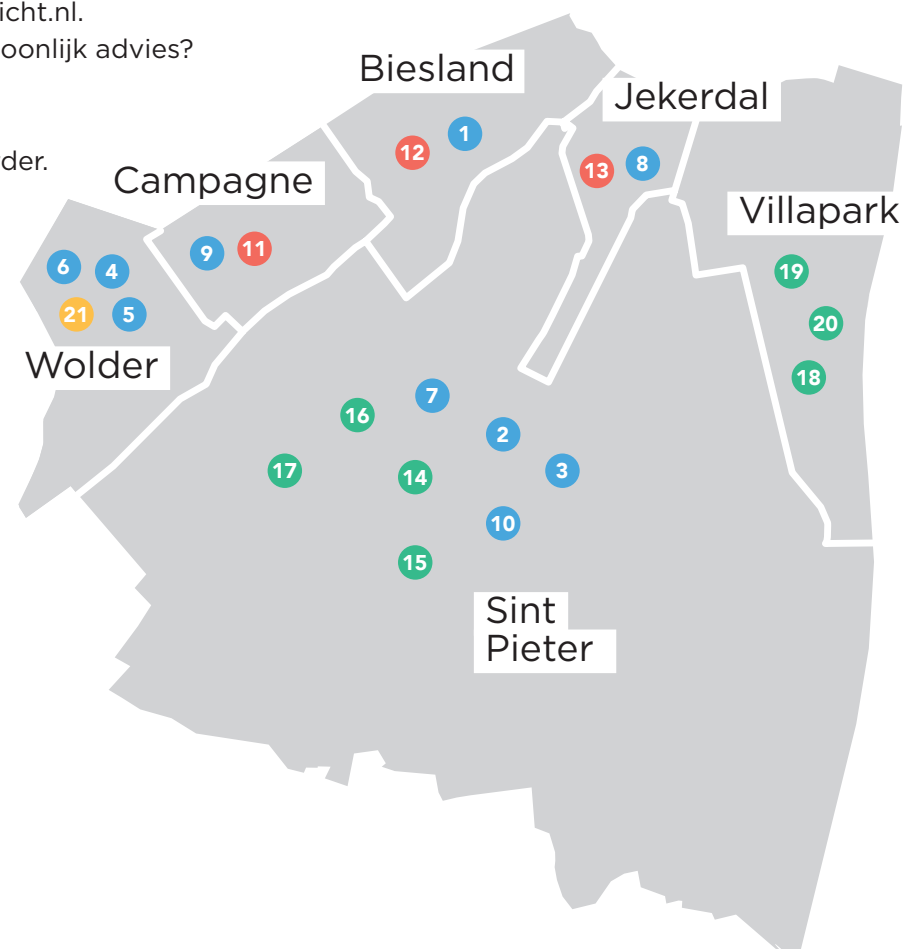 icht.nl.
oonlijk advies?
Biesland
Jekerdal
1
12
13
8
der.
Campagne
Villapark
9
11
6
4
19
21
5
20
Wolder
18
7
16
2
17
14
3
10
15
Sint
Pieter